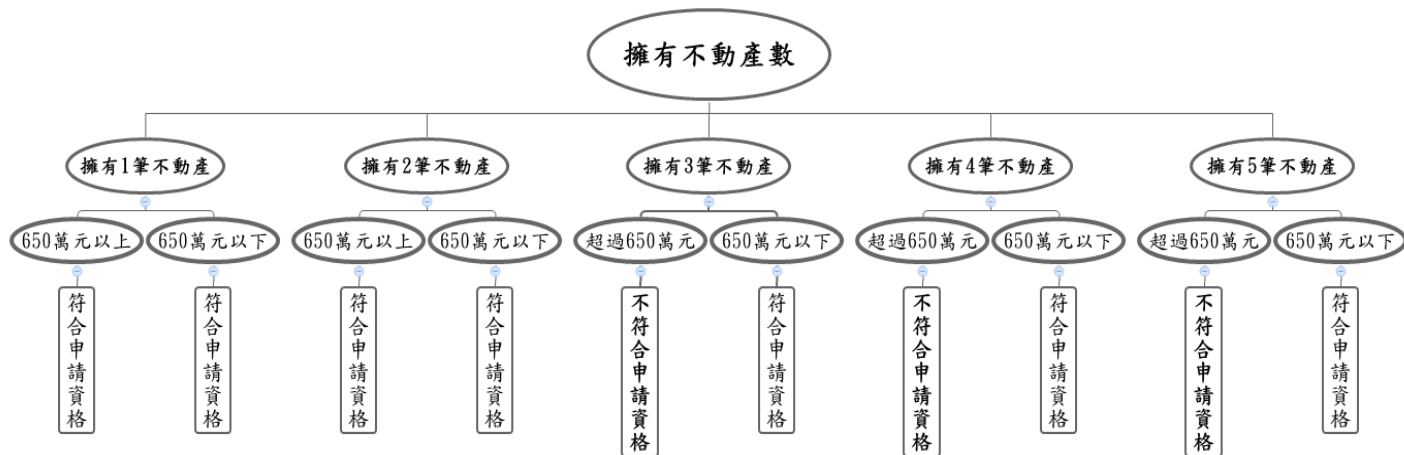 擁有不動產數
擁有1筆不動產
擁有2筆不動產
擁有3筆不動產
擁有4筆不動產
擁有5筆不動產
650萬元以上
650萬元以下
650萬元以上
650萬元以下
超過650萬元
650萬元以下
超過650萬元
650萬元以下
超過650萬元
650萬元以下
符合申請資格
符合申請資格
符合申請資格
符合申請資格
不符合申請資格
符合申請資格
不符合申請資格
符合申請資格
不符合申請資格
符合申請資格